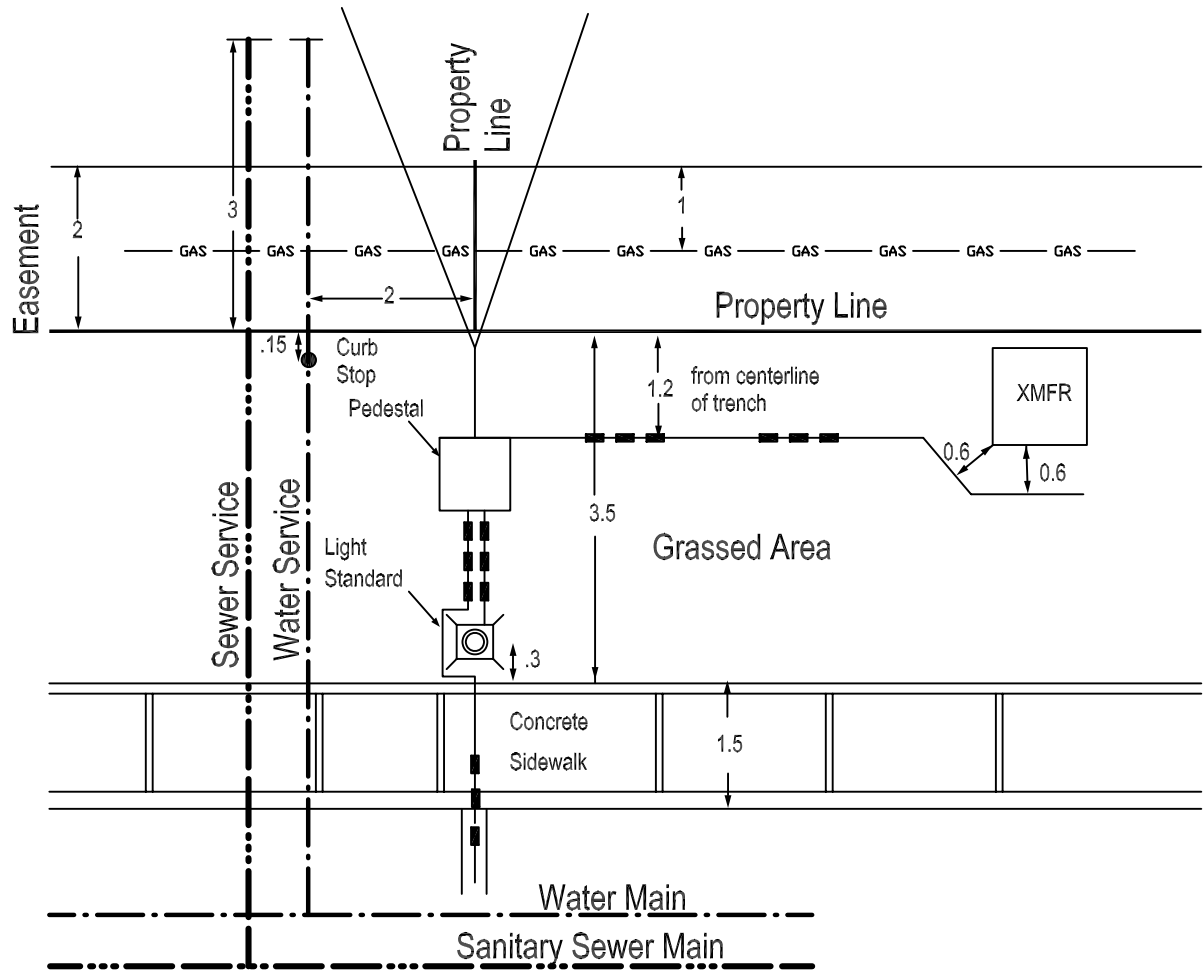 Property
Line
Easement
2
3
1
GAS GAS GAS GAS GAS GAS GAS GAS GAS GAS GAS
2
Property Line
.15
Curb
Stop
1.2
from centerline
of trench
XMFR
Pedestal
0.6
0.6
3.5
Sewer Service
Water Service
Light
Standard
Grassed Area
.3
Concrete
Sidewalk
1.5
Water Main
Sanitary Sewer Main